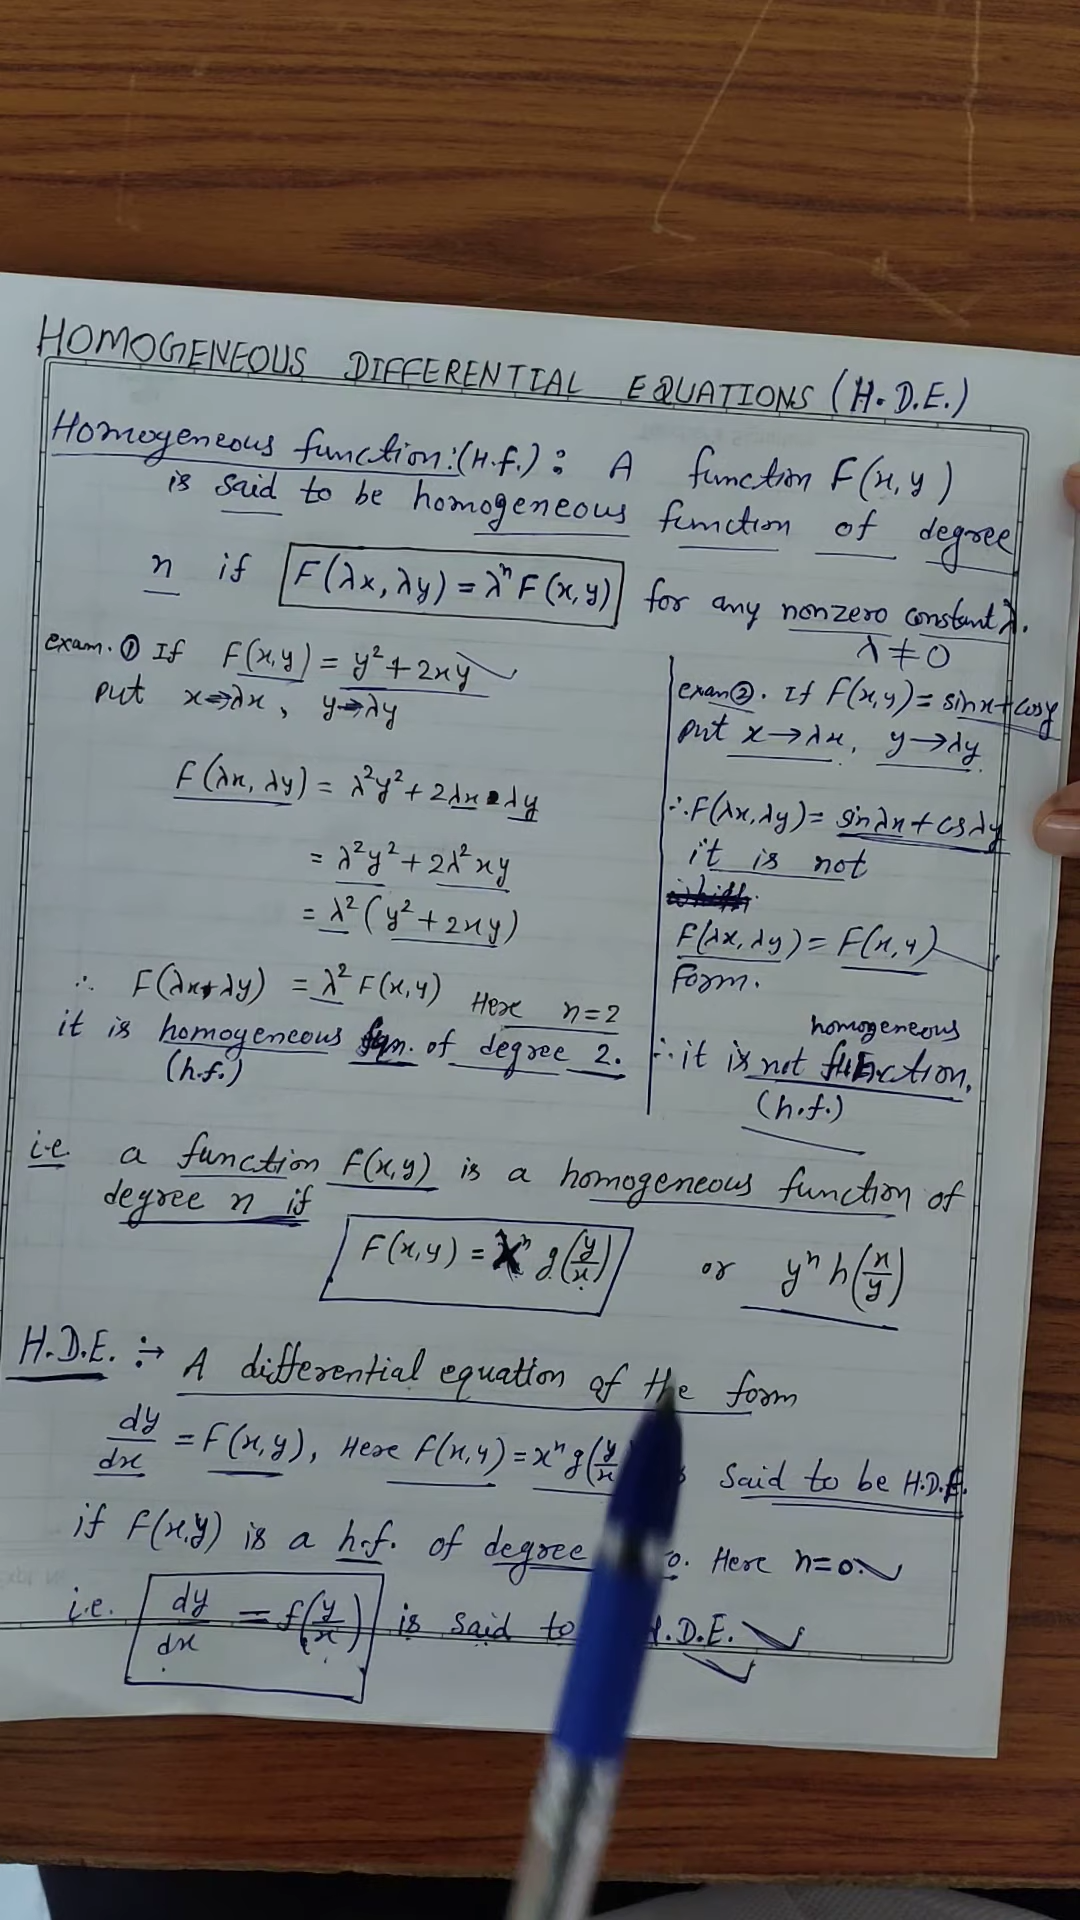 HOMOGENEOUS DIFFERENTIAL EQUATIONS (H.D.E.)
Homogeneous function:(H.f.): A function F(x,y)
is said to be homogeneous function of degree
n if F(λx, λy) = λⁿ F(x,y) for any nonzero constant λ.
λ ≠ 0
exam. ① If F(x,y) = y² + 2xy
put x→λx, y→λy
F(λx, λy) = λ²y² + 2λx·λy
= λ²y² + 2λ²xy
= λ² (y² + 2xy)
∴ F(λx,λy) = λ² F(x,y) Here n=2
it is homogeneous fqn. of degree 2.
(h.f.)
exam ②. If F(x,y) = sinx+cosy
put x→λx, y→λy
∴F(λx,λy) = sinλx + cosλy
it is not
F(λx, λy) = F(x,y)
form.
homogeneous
∴it is not function.
(h.f.)
i.e. a function F(x,y) is a homogeneous function of
degree n if
F(x,y) = xⁿ g(y/x) or yⁿ h(x/y)
H.D.E. :→ A differential equation of the form
dy/dx = F(x,y), Here F(x,y) = xⁿ g(y/x said to be H.D.E.
if F(x,y) is a h.f. of degree o. Here n=0.
i.e. dy/dx = f(y/x) is said to .D.E.